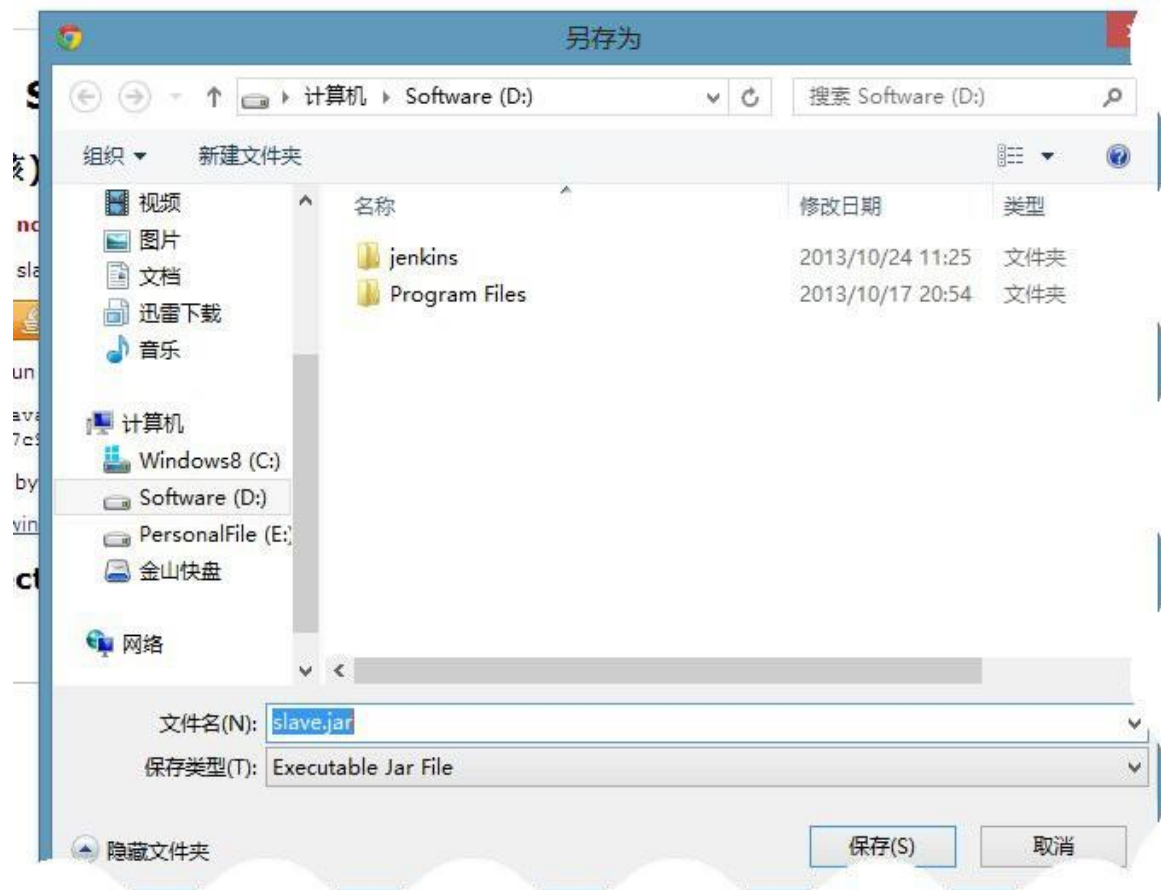 另存为
计算机 Software (D:)
搜索 Software (D:)
组织
新建文件夹
视频
图片
文档
迅雷下载
音乐
计算机
Windows8 (C:)
Software (D:)
PersonalFile (E:
金山快盘
网络
名称 修改日期 类型
jenkins 2013/10/24 11:25 文件夹
Program Files 2013/10/17 20:54 文件夹
文件名(N): slave.jar
保存类型(T): Executable Jar File
隐藏文件夹
保存(S)
取消
by